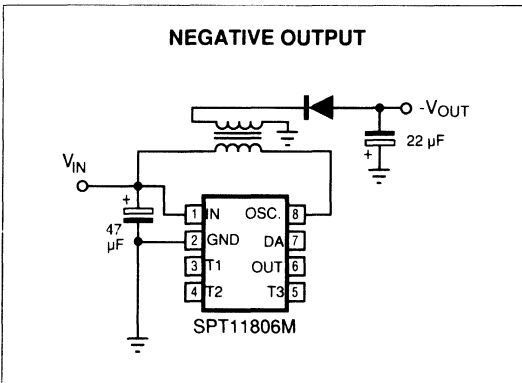 NEGATIVE OUTPUT
-VOUT
22 µF
+
VIN
+
47
µF
1 IN OSC. 8
2 GND DA 7
3 T1 OUT 6
4 T2 T3 5
SPT11806M